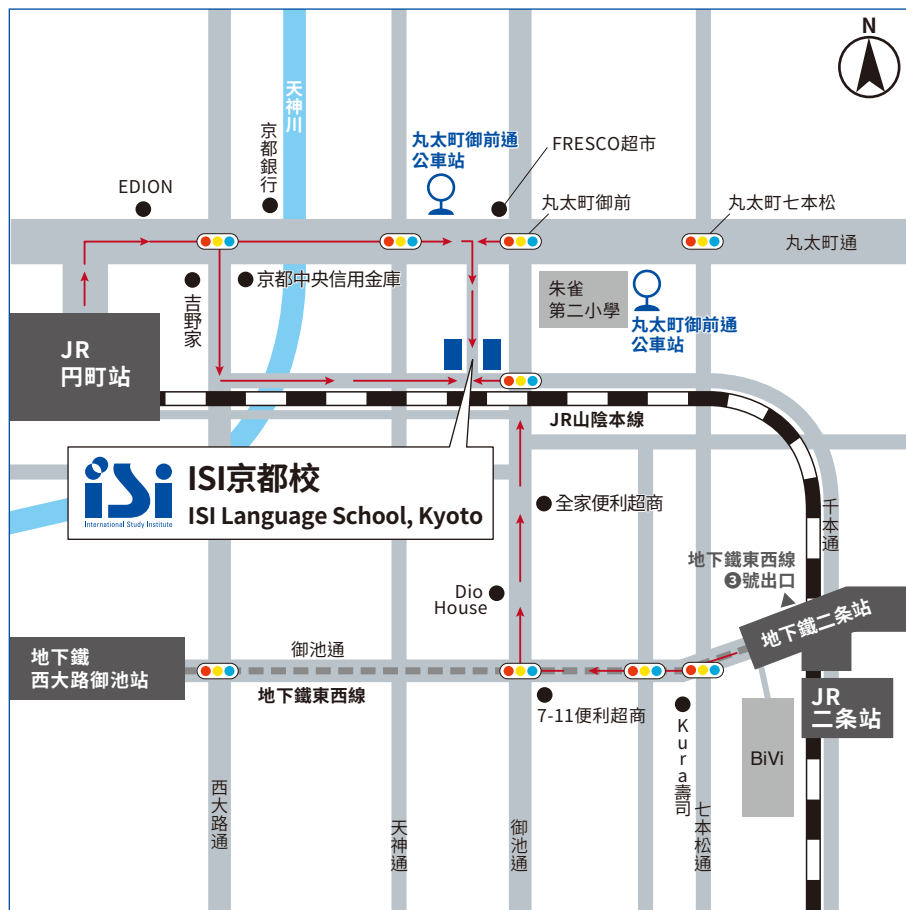 N
天神川
京都銀行
丸太町御前通
公車站
FRESCO超市
EDION
丸太町御前
丸太町七本松
丸太町通
吉野家
京都中央信用金庫
朱雀
第二小學
丸太町御前通
公車站
JR
円町站
JR山陰本線
isi
International Study Institute
ISI京都校
ISI Language School, Kyoto
全家便利超商
千本通
地下鐵東西線
❸號出口
Dio
House
地下鐵二条站
御池通
地下鐵
西大路御池站
地下鐵東西線
7-11便利超商
Kura壽司
JR
二条站
BiVi
西大路通
天神通
御池通
七本松通